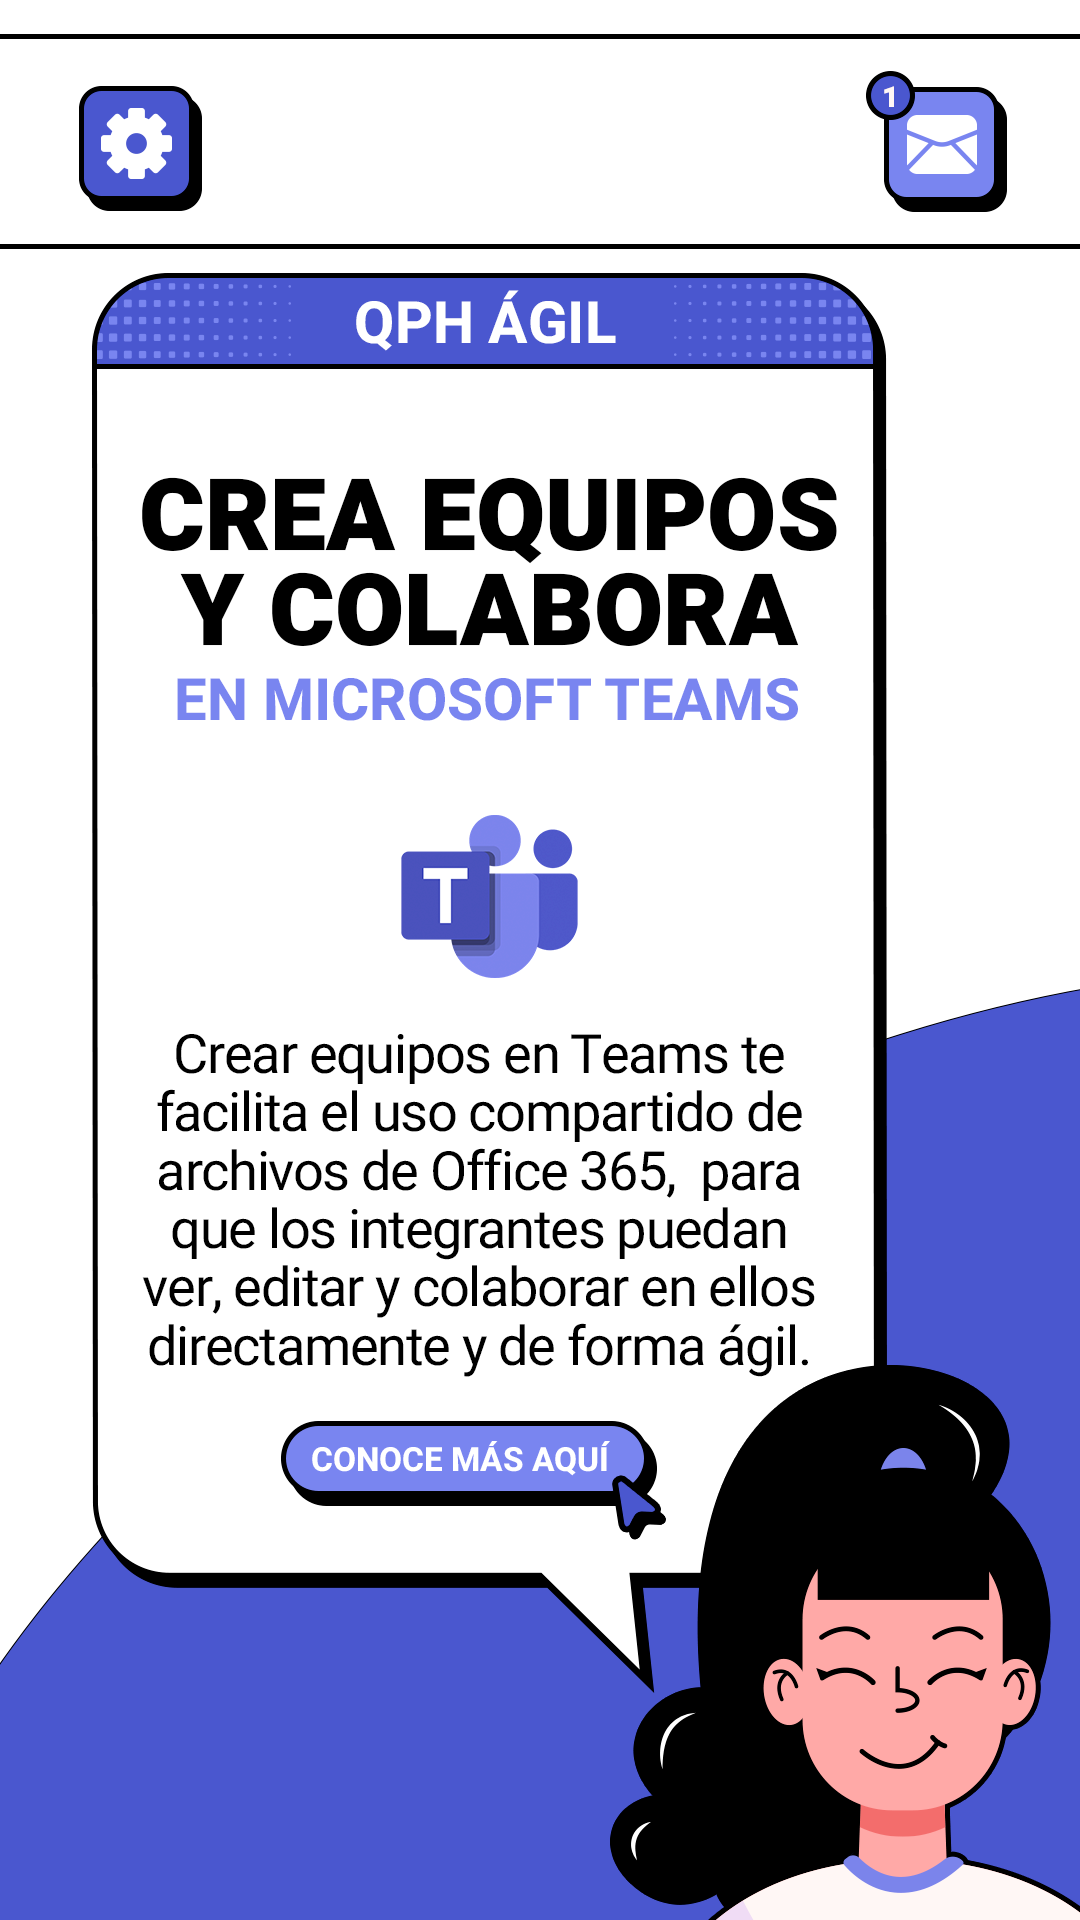 1
QPH ÁGIL
CREA EQUIPOS
Y COLABORA
EN MICROSOFT TEAMS
T
Crear equipos en Teams te
facilita el uso compartido de
archivos de Office 365,  para
que los integrantes puedan
ver, editar y colaborar en ellos
directamente y de forma ágil.
CONOCE MÁS AQUÍ